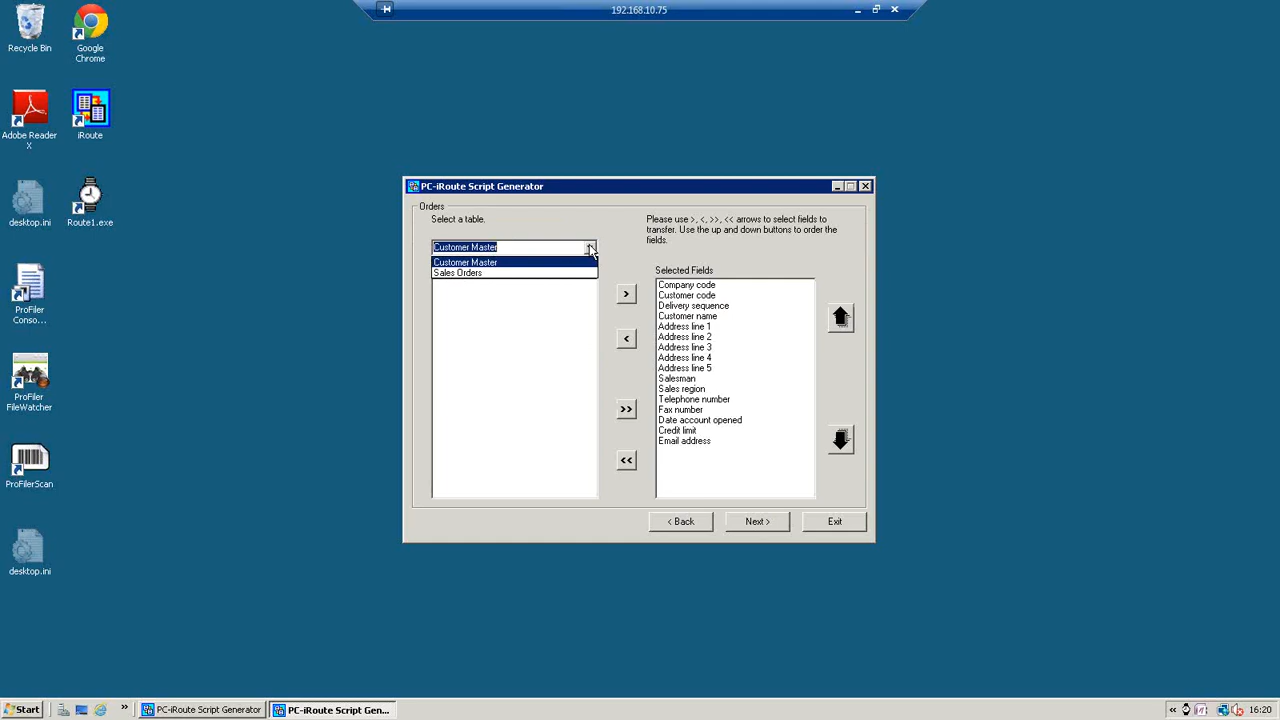 192.168.10.75
Recycle Bin
Google
Chrome
Adobe Reader
X
iRoute
desktop.ini
Route1.exe
ProFiler
Conso...
ProFiler
FileWatcher
ProFilerScan
desktop.ini
PC-iRoute Script Generator
Orders
Select a table.
Please use >, <, >>, << arrows to select fields to
transfer. Use the up and down buttons to order the
fields.
Customer Master
Customer Master
Sales Orders
Selected Fields
Company code
Customer code
Delivery sequence
Customer name
Address line 1
Address line 2
Address line 3
Address line 4
Address line 5
Salesman
Sales region
Telephone number
Fax number
Date account opened
Credit limit
Email address
>
<
>>
<<
< Back
Next >
Exit
Start
»
PC-iRoute Script Generator
PC-iRoute Script Gen...
«
16:20